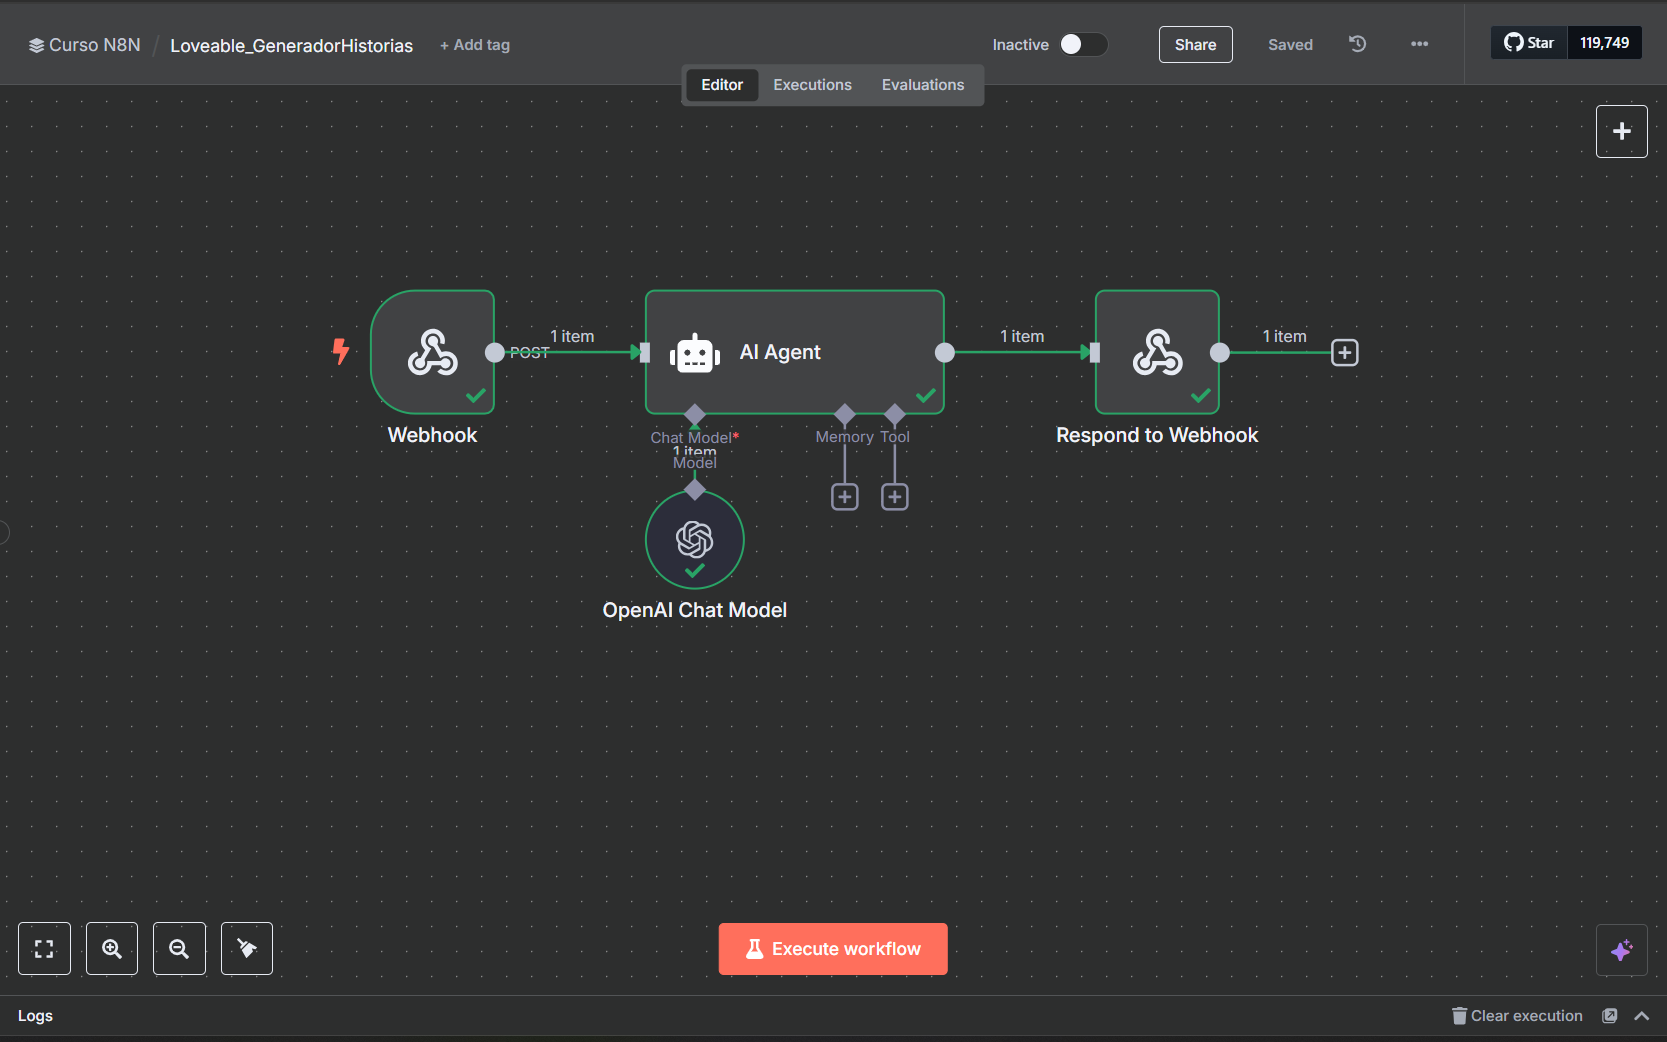 Curso N8N / Loveable_GeneradorHistorias + Add tag
Inactive Share Saved Star 119,749
Editor Executions Evaluations
POST 1 item
AI Agent
1 item
1 item
Webhook
Chat Model*
1 item
Model
Memory Tool
Respond to Webhook
OpenAI Chat Model
Execute workflow
Logs Clear execution